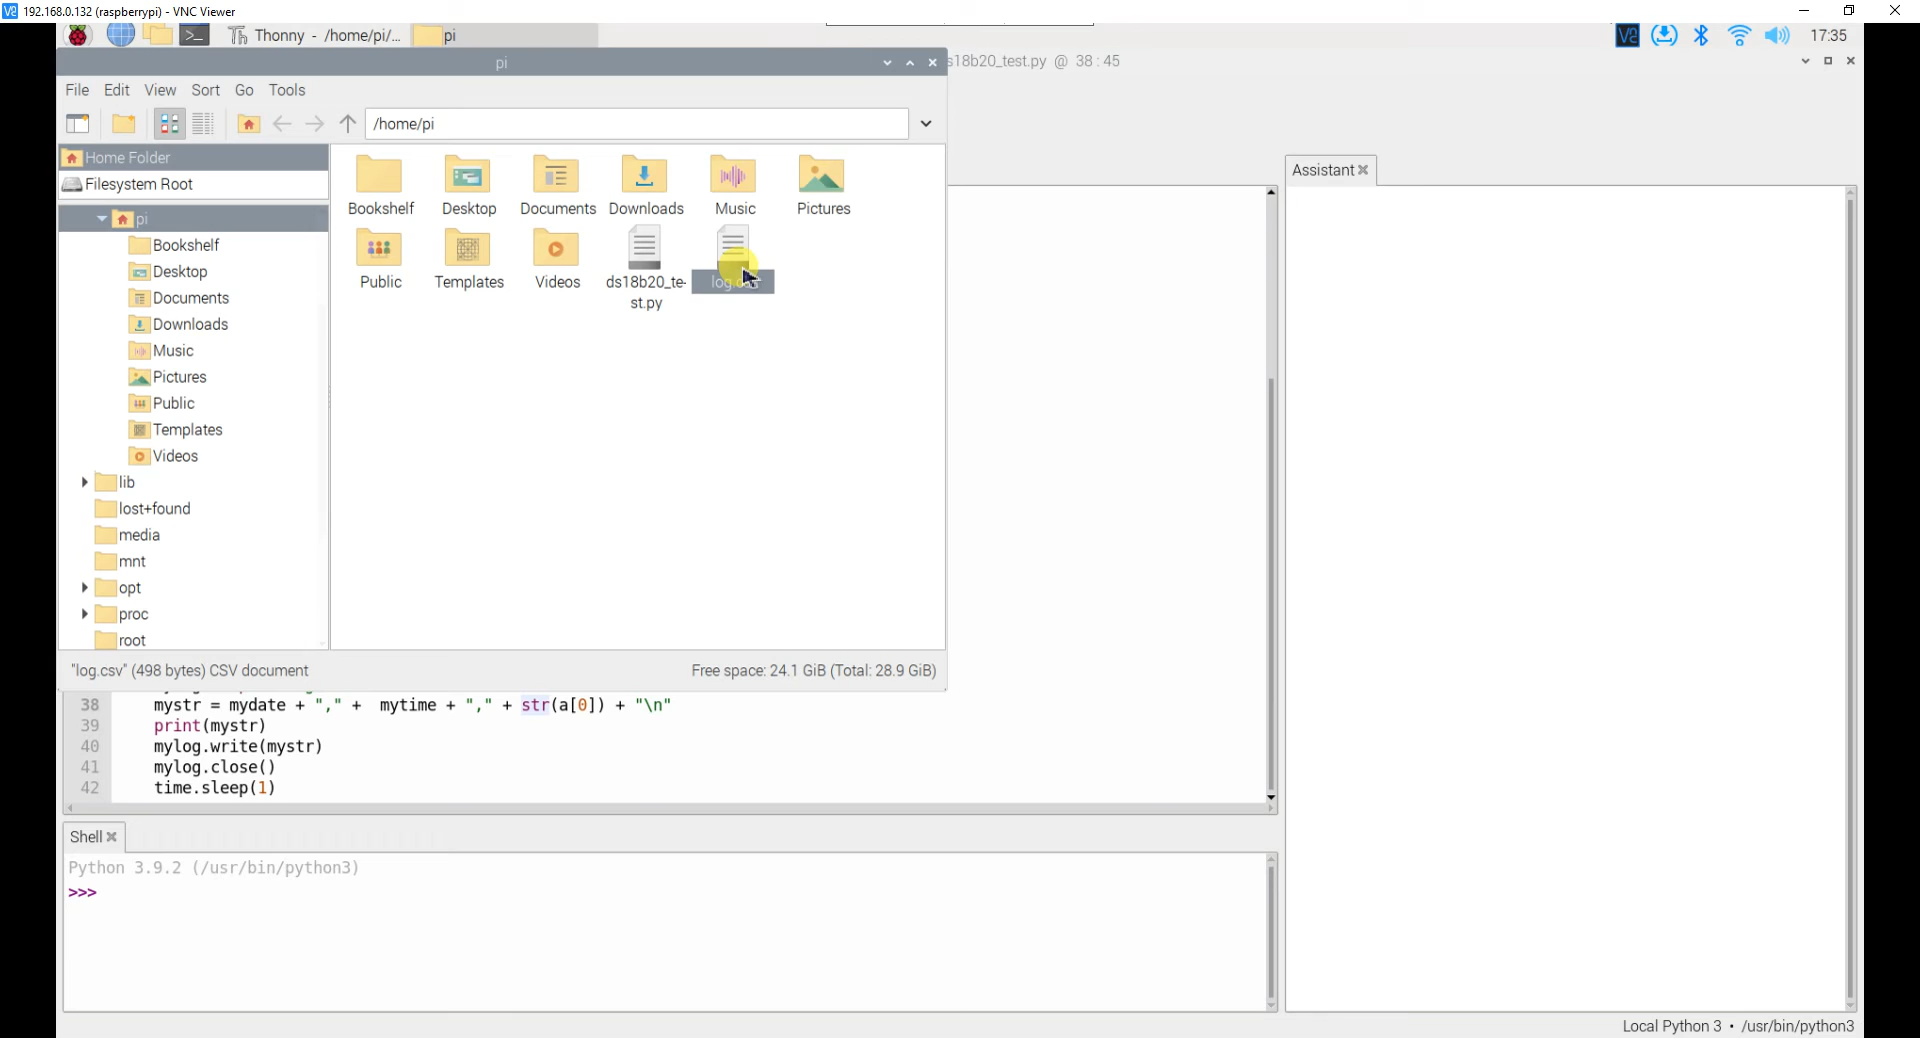 192.168.0.132 (raspberrypi) - VNC Viewer
Thonny - /home/pi/...
pi
17:35
pi
s18b20_test.py @ 38 : 45
File Edit View Sort Go Tools
/home/pi
Home Folder
Filesystem Root
pi
Bookshelf
Desktop
Documents
Downloads
Music
Pictures
Public
Templates
Videos
lib
lost+found
media
mnt
opt
proc
root
Bookshelf Desktop Documents Downloads Music Pictures
Public Templates Videos ds18b20_te-
st.py
"log.csv" (498 bytes) CSV document
Free space: 24.1 GiB (Total: 28.9 GiB)
Assistant
38 mystr = mydate + "," +  mytime + "," + str(a[0]) + "\n"
39 print(mystr)
40 mylog.write(mystr)
41 mylog.close()
42 time.sleep(1)
Shell
Python 3.9.2 (/usr/bin/python3)
>>>
Local Python 3 • /usr/bin/python3